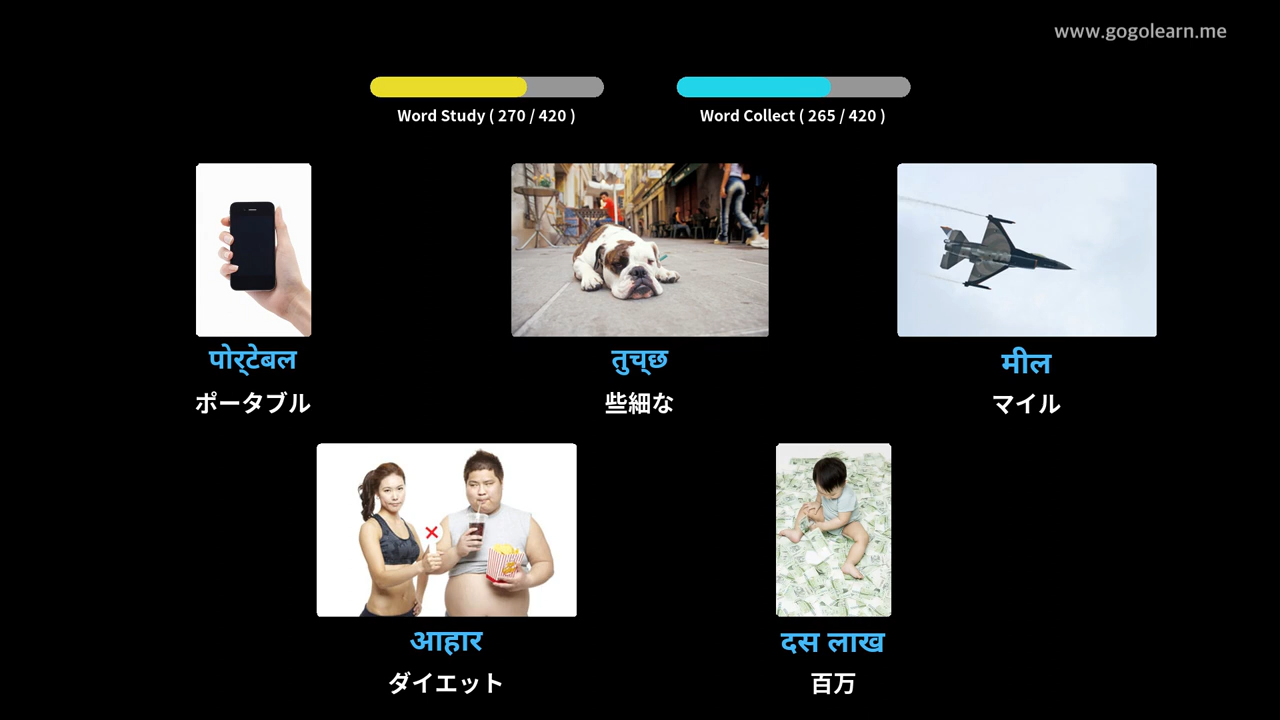 www.gogolearn.me
Word Study ( 270 / 420 )
Word Collect ( 265 / 420 )
पोर्‌टेबल
तुच्छ
मील
ポータブル
些細な
マイル
आहार
दस लाख
ダイエット
百万